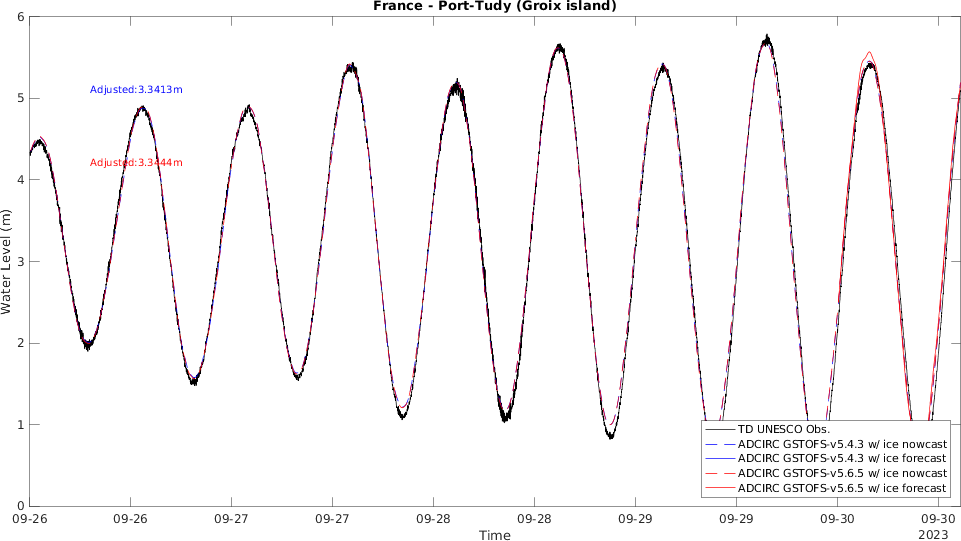 France - Port-Tudy (Groix island)
6
5
4
3
2
1
0
Water Level (m)
Adjusted:3.3413m
Adjusted:3.3444m
TD UNESCO Obs.
ADCIRC GSTOFS-v5.4.3 w/ ice nowcast
ADCIRC GSTOFS-v5.4.3 w/ ice forecast
ADCIRC GSTOFS-v5.6.5 w/ ice nowcast
ADCIRC GSTOFS-v5.6.5 w/ ice forecast
09-26 09-26 09-27 09-27 09-28 09-28 09-29 09-29 09-30 09-30
2023
Time